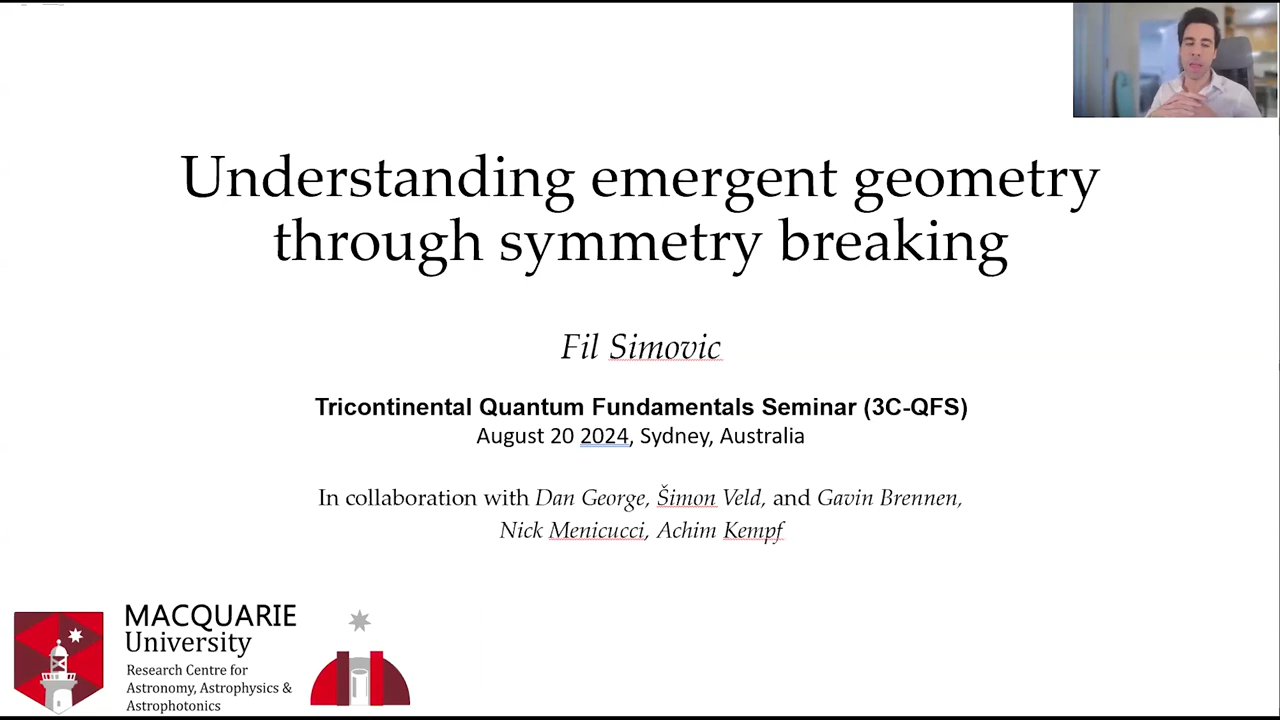 Understanding emergent geometry
through symmetry breaking
Fil Simovic
Tricontinental Quantum Fundamentals Seminar (3C-QFS)
August 20 2024, Sydney, Australia
In collaboration with Dan George, Šimon Veld, and Gavin Brennen,
Nick Menicucci, Achim Kempf
MACQUARIE
University
Research Centre for
Astronomy, Astrophysics &
Astrophotonics